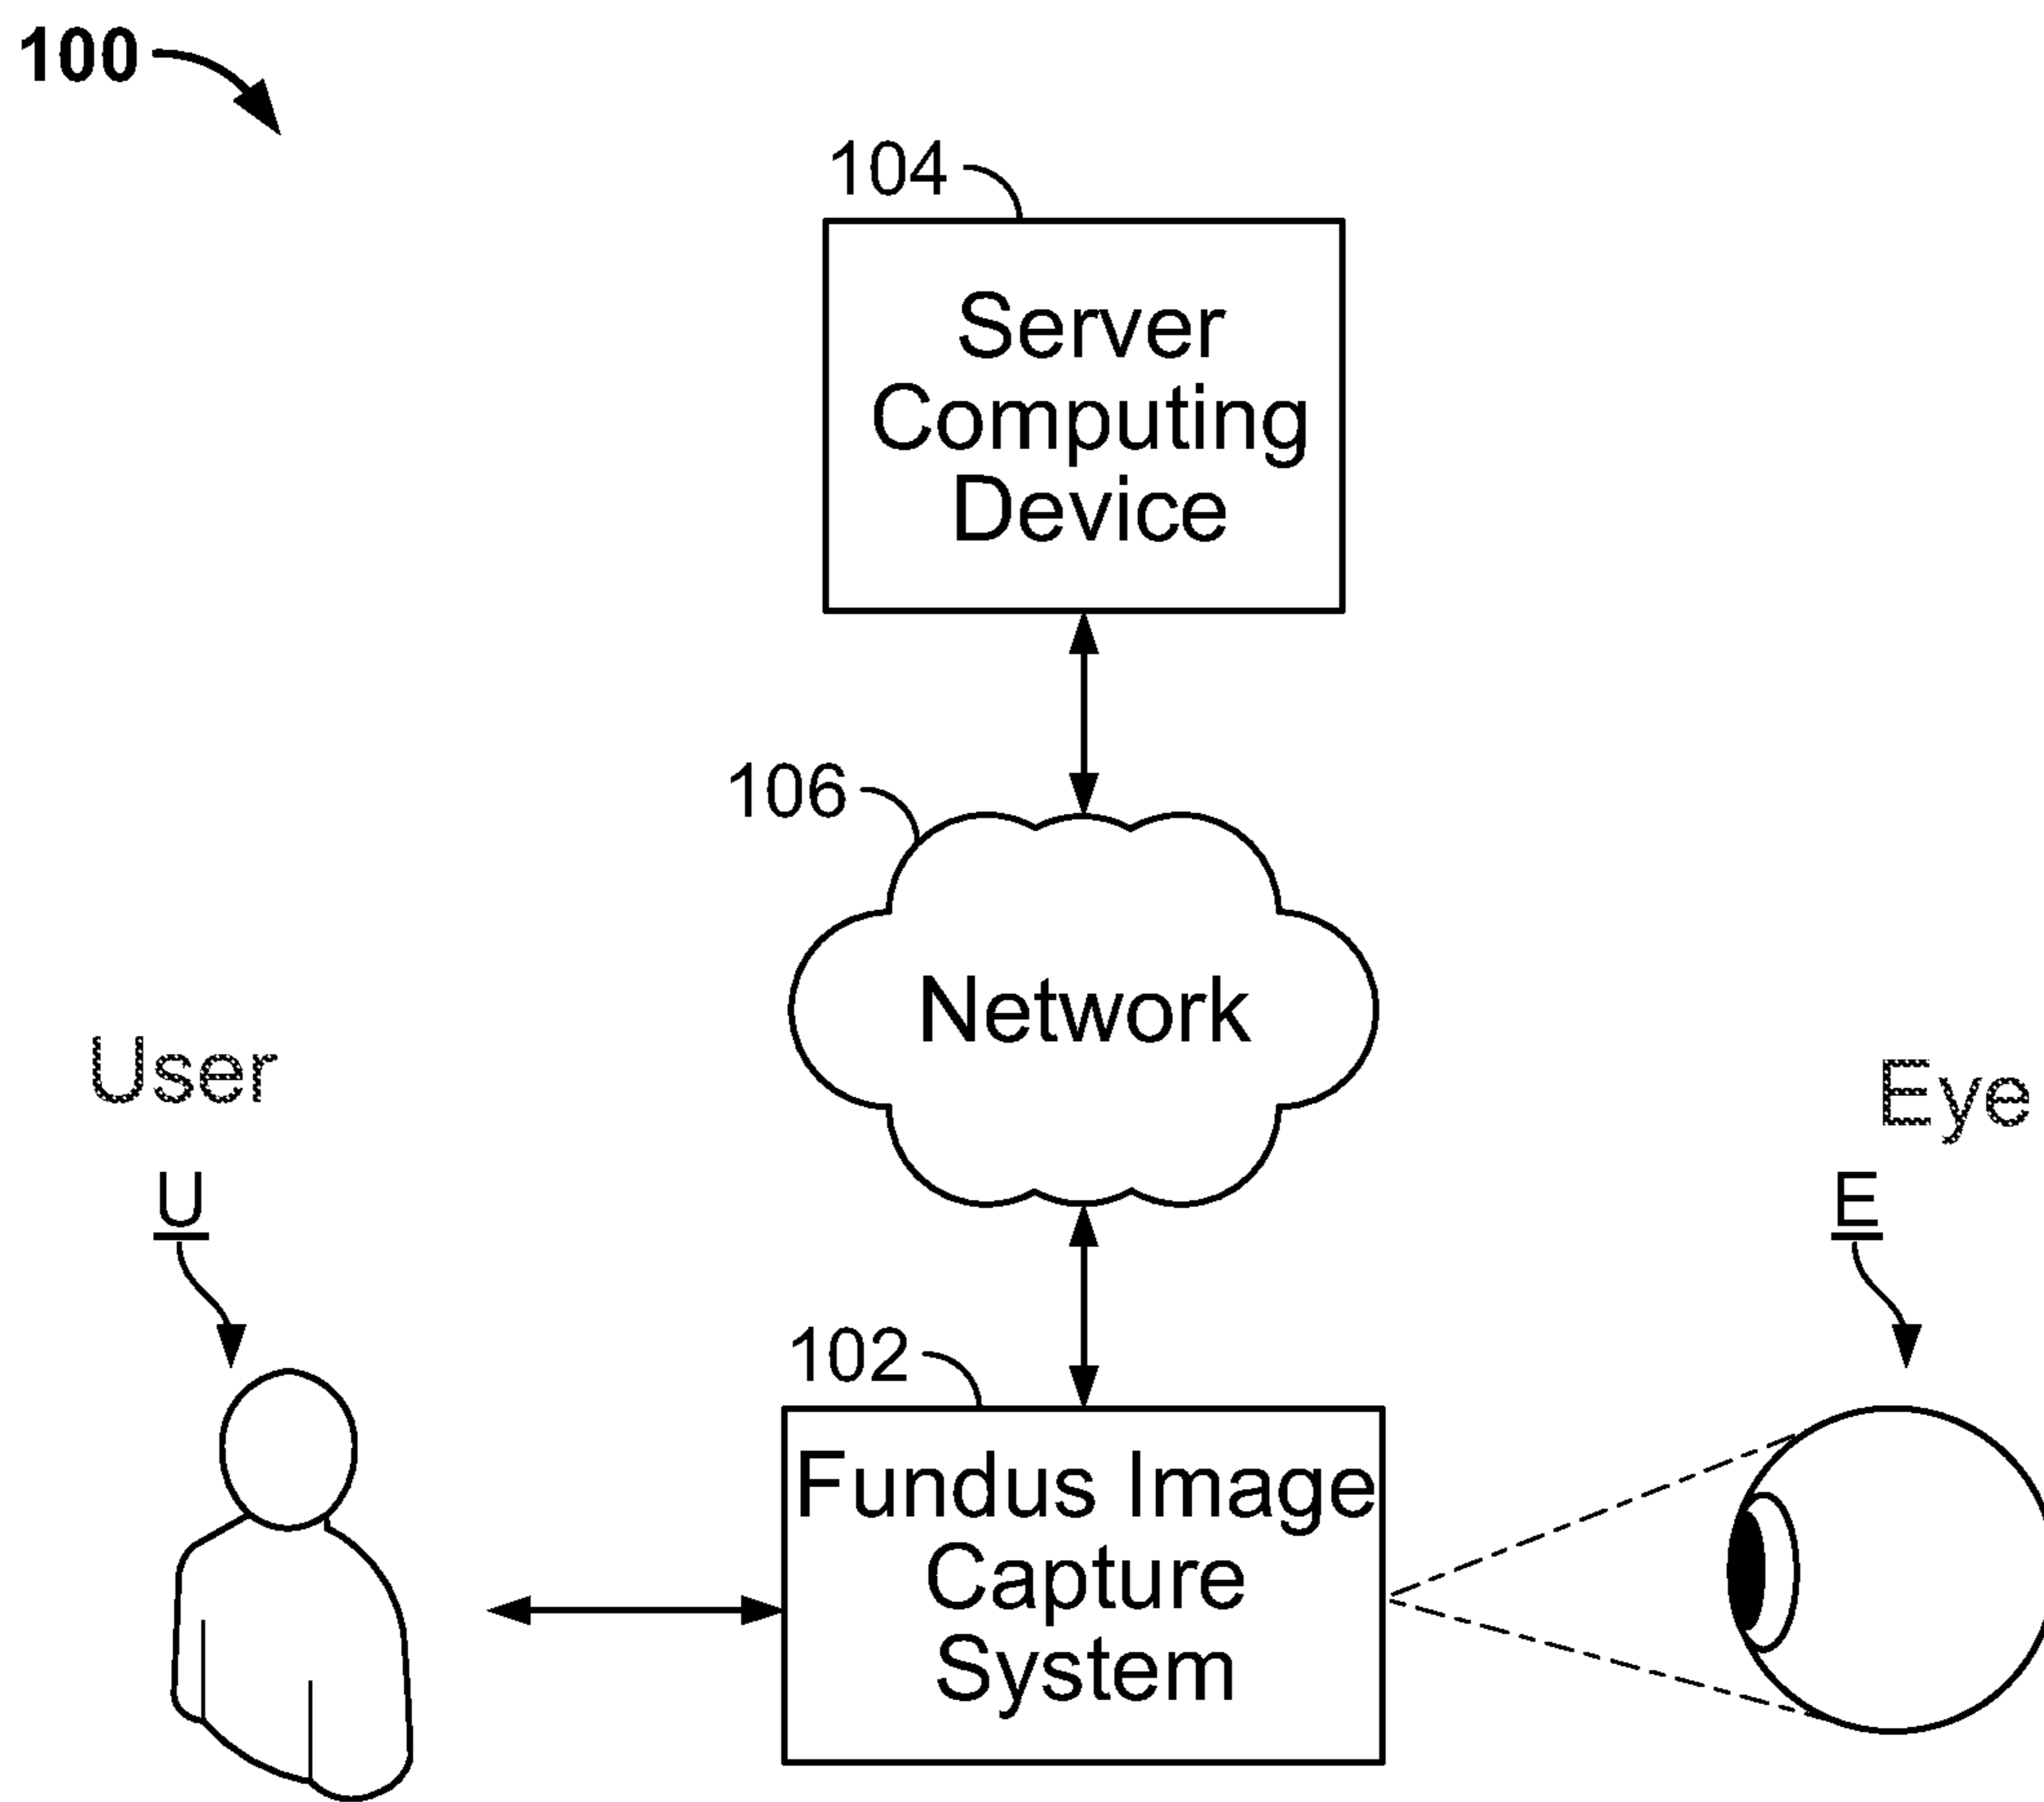 100
104
Server
Computing
Device
106
Network
User
Eye
U
E
102
Fundus Image
Capture
System